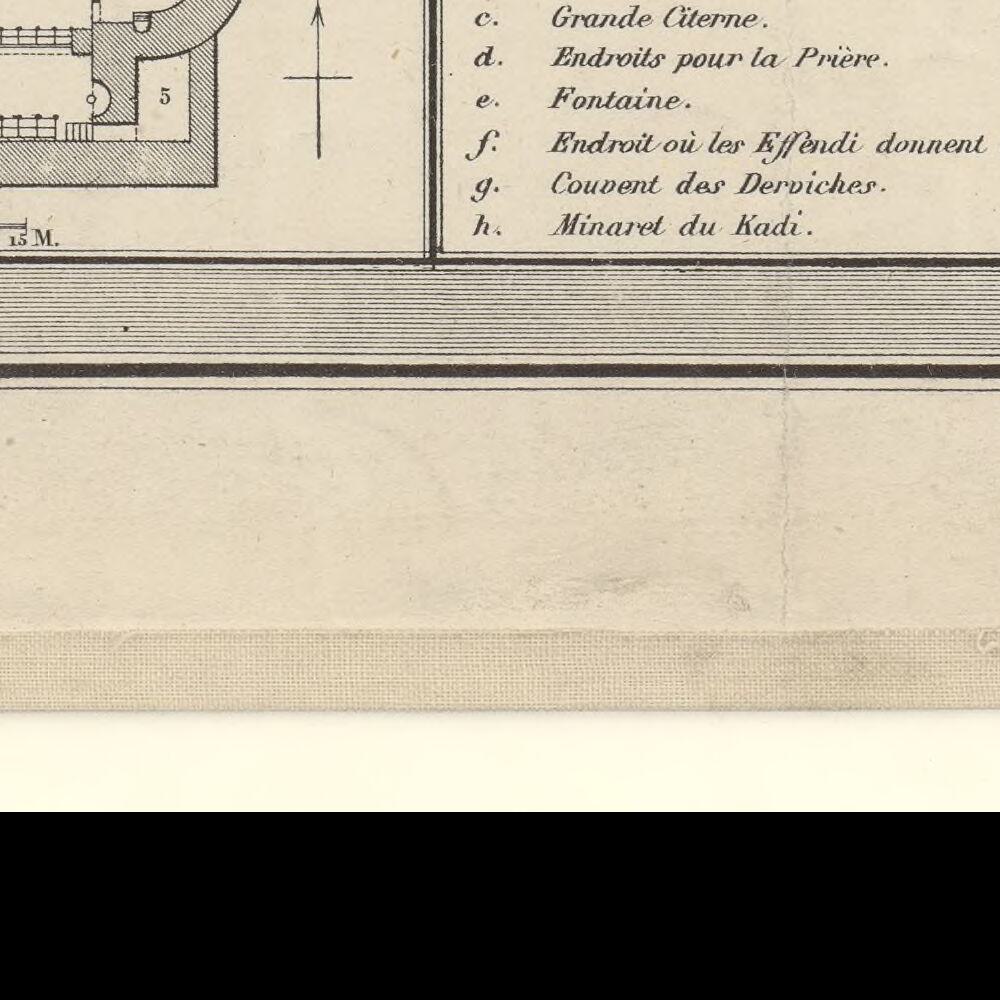 5
15 M.
c. Grande Citerne.
d. Endroits pour la Prière.
e. Fontaine.
f. Endroit où les Effendi donnent
g. Couvent des Derviches.
h. Minaret du Kadi.